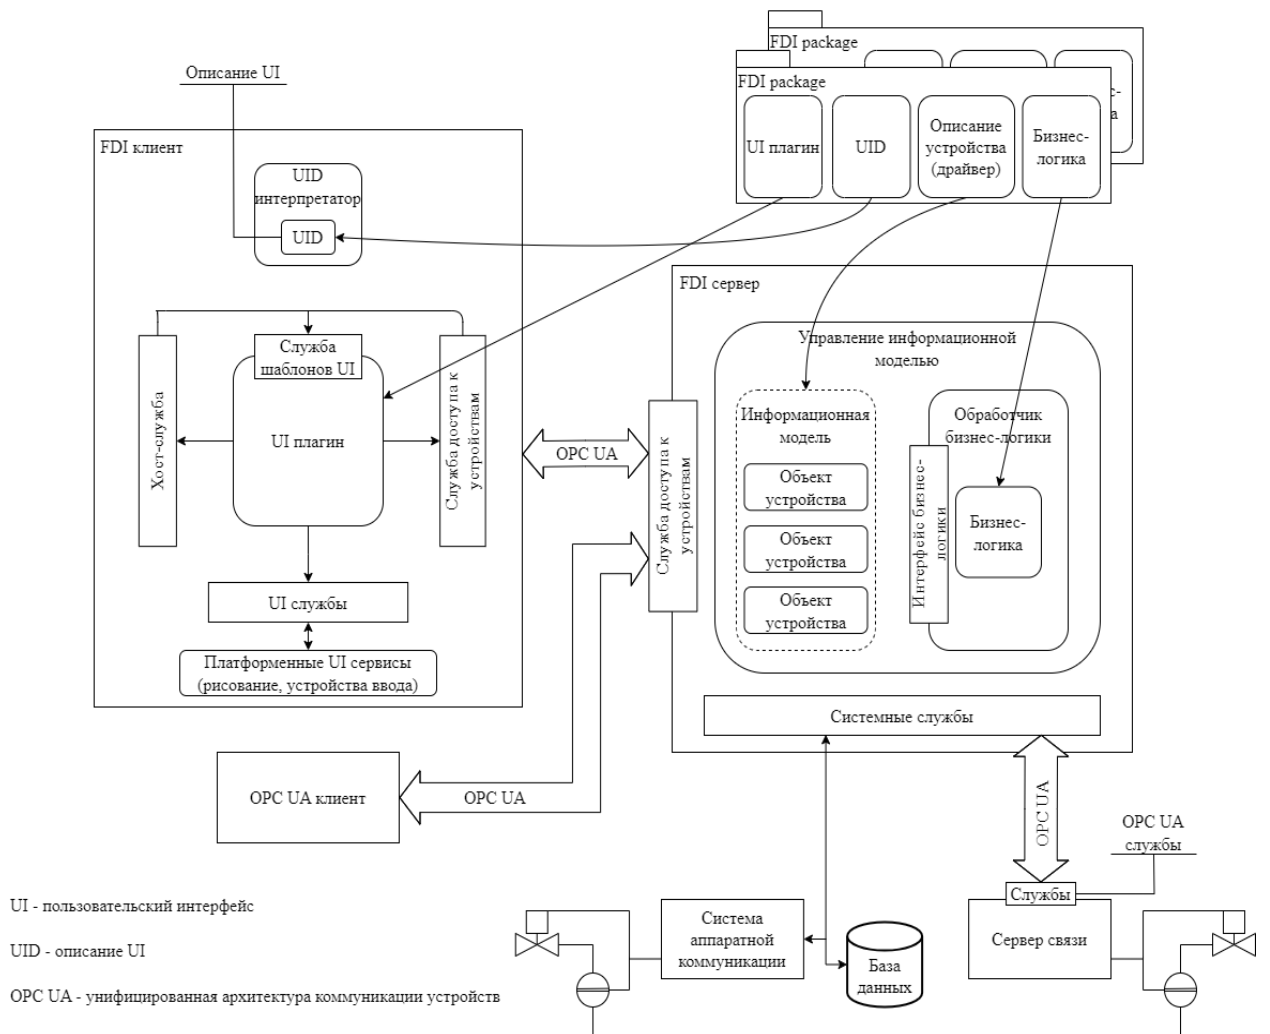 FDI package
Описание UI
FDI package
с-
а
UI плагин
UID
Описание
устройства
(драйвер)
Бизнес-
логика
FDI клиент
UID
интерпретатор
UID
FDI сервер
Управление информационной
моделью
Служба
шаблонов UI
Хост-служба
UI плагин
Служба доступа к
устройствам
OPC UA
Служба доступа к
устройствам
Информационная
модель
Объект
устройства
Объект
устройства
Объект
устройства
Обработчик
бизнес-логики
Интерфейс бизнес-
логики
Бизнес-
логика
UI службы
Платформенные UI сервисы
(рисование, устройства ввода)
Системные службы
OPC UA клиент
OPC UA
OPC UA
OPC UA
службы
Службы
Сервер связи
Система
аппаратной
коммуникации
База
данных
UI - пользовательский интерфейс
UID - описание UI
OPC UA - унифицированная архитектура коммуникации устройств